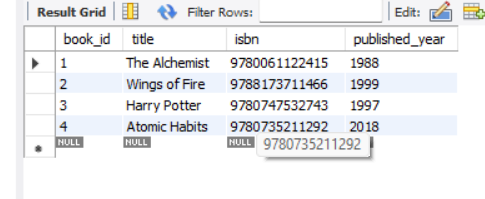 Result Grid Filter Rows: Edit:
book_id title isbn published_year
1 The Alchemist 9780061122415 1988
2 Wings of Fire 9788173711466 1999
3 Harry Potter 9780747532743 1997
4 Atomic Habits 9780735211292 2018
NULL NULL NULL
9780735211292